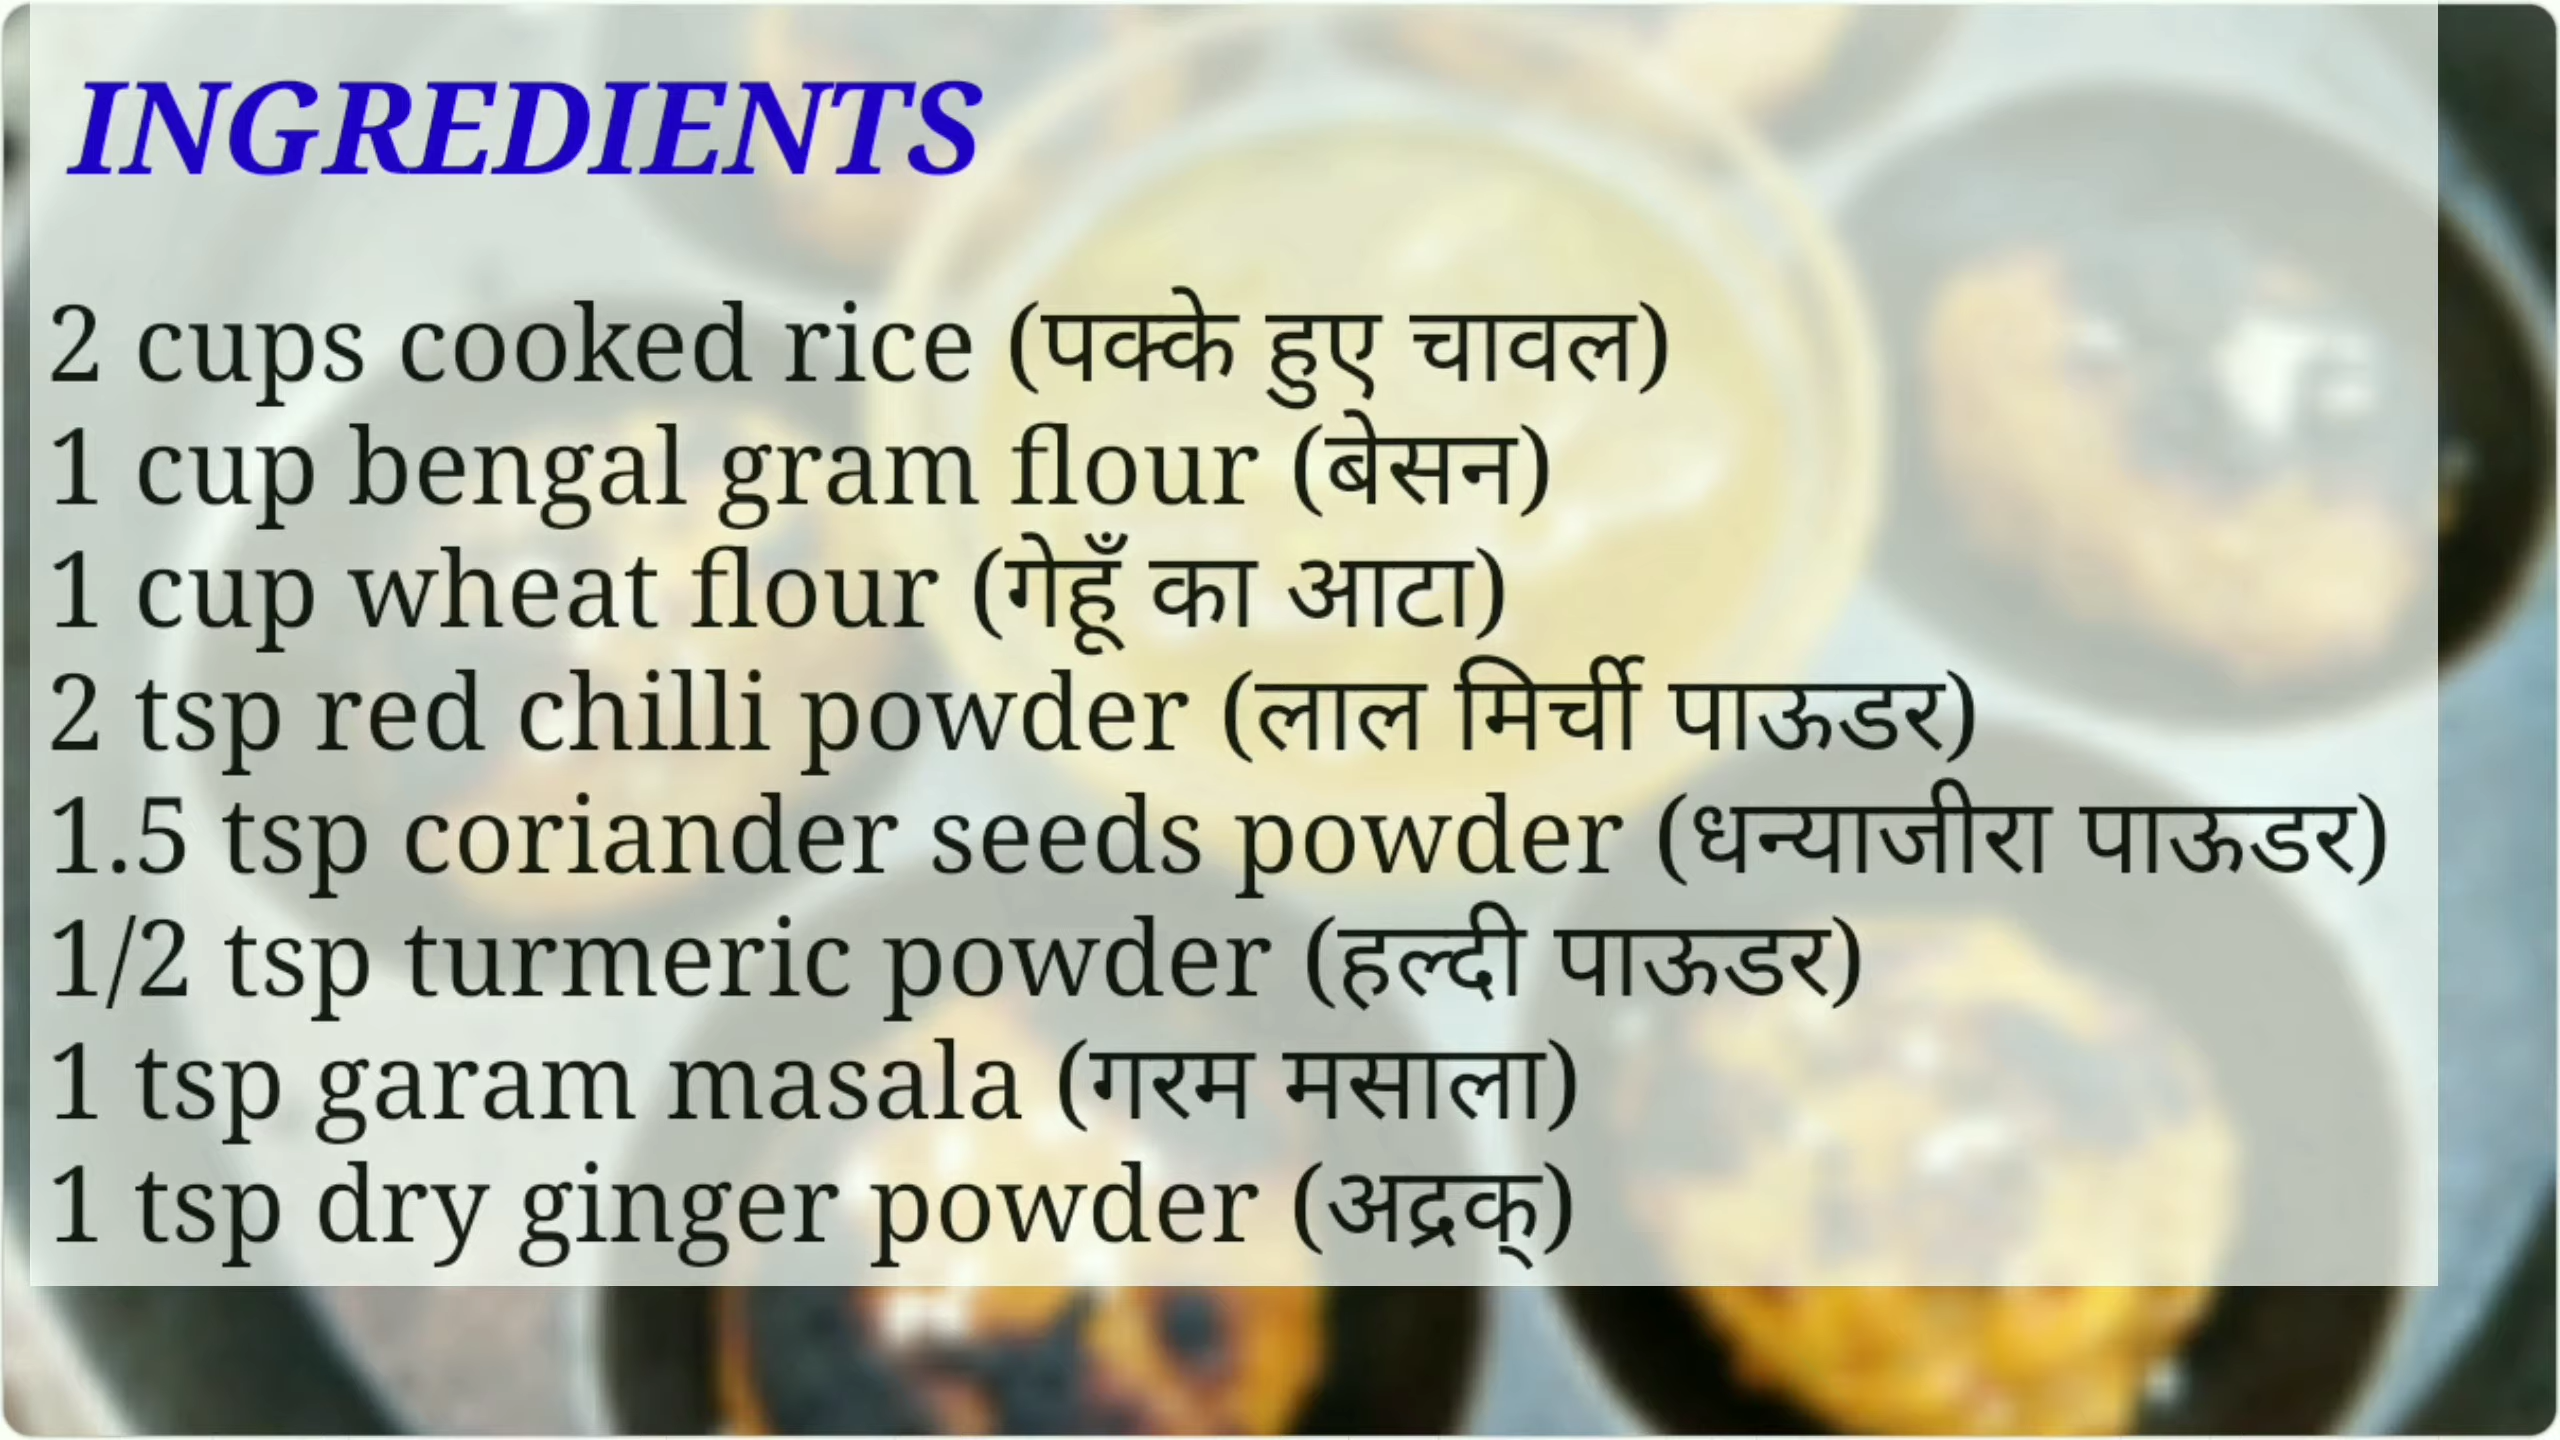 INGREDIENTS
2 cups cooked rice (पक्के हुए चावल)
1 cup bengal gram flour (बेसन)
1 cup wheat flour (गेहूँ का आटा)
2 tsp red chilli powder (लाल मिर्ची पाऊडर)
1.5 tsp coriander seeds powder (धन्याजीरा पाऊडर)
1/2 tsp turmeric powder (हल्दी पाऊडर)
1 tsp garam masala (गरम मसाला)
1 tsp dry ginger powder (अद्रक्)